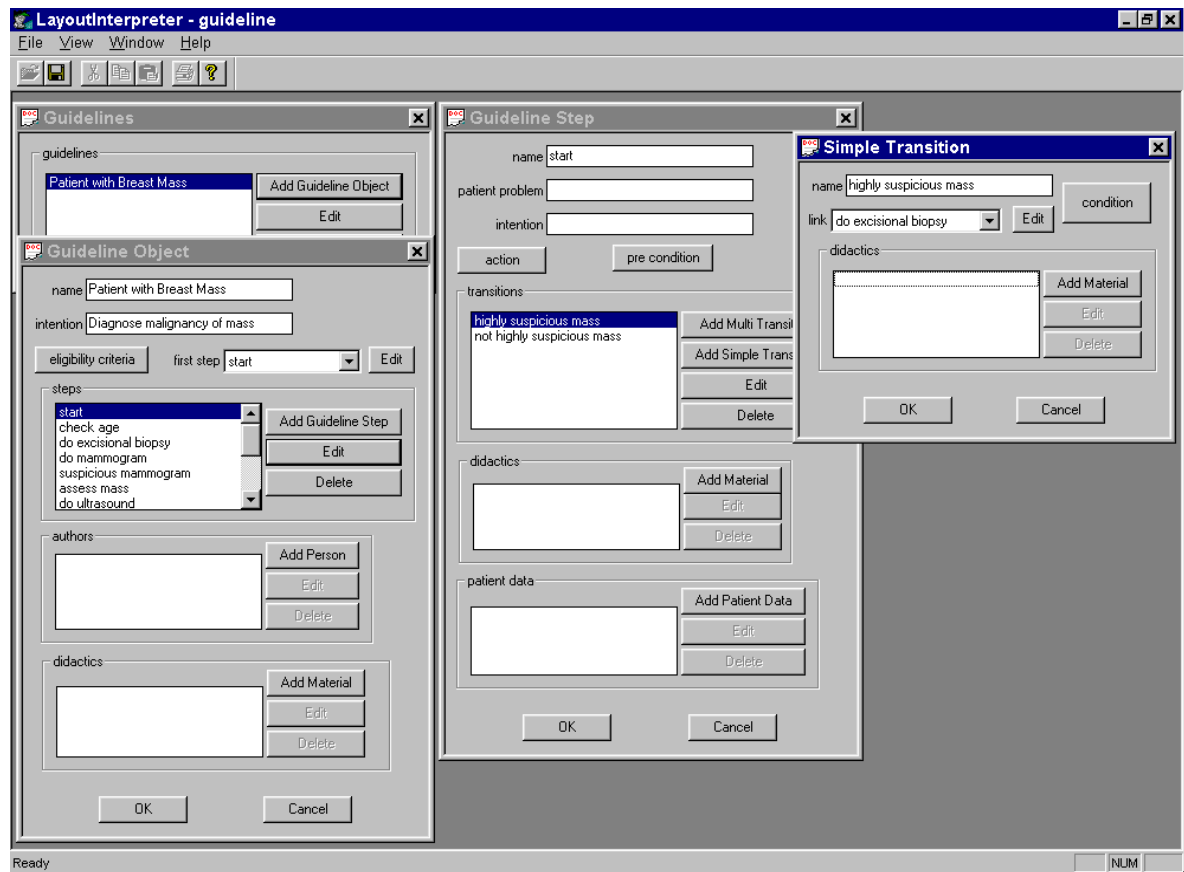 LayoutInterpreter - guideline
File View Window Help
Guidelines
guidelines
Patient with Breast Mass
Add Guideline Object
Edit
Guideline Object
name Patient with Breast Mass
intention Diagnose malignancy of mass
eligibility criteria first step start Edit
steps
start
check age
do excisional biopsy
do mammogram
suspicious mammogram
assess mass
do ultrasound
Add Guideline Step
Edit
Delete
authors
Add Person
Edit
Delete
didactics
Add Material
Edit
Delete
OK Cancel
Guideline Step
name start
patient problem
intention
action pre condition
transitions
highly suspicious mass
not highly suspicious mass
Add Multi Transi
Add Simple Trans
Edit
Delete
didactics
Add Material
Edit
Delete
patient data
Add Patient Data
Edit
Delete
OK Cancel
Simple Transition
name highly suspicious mass
condition
link do excisional biopsy Edit
didactics
Add Material
Edit
Delete
OK Cancel
Ready NUM